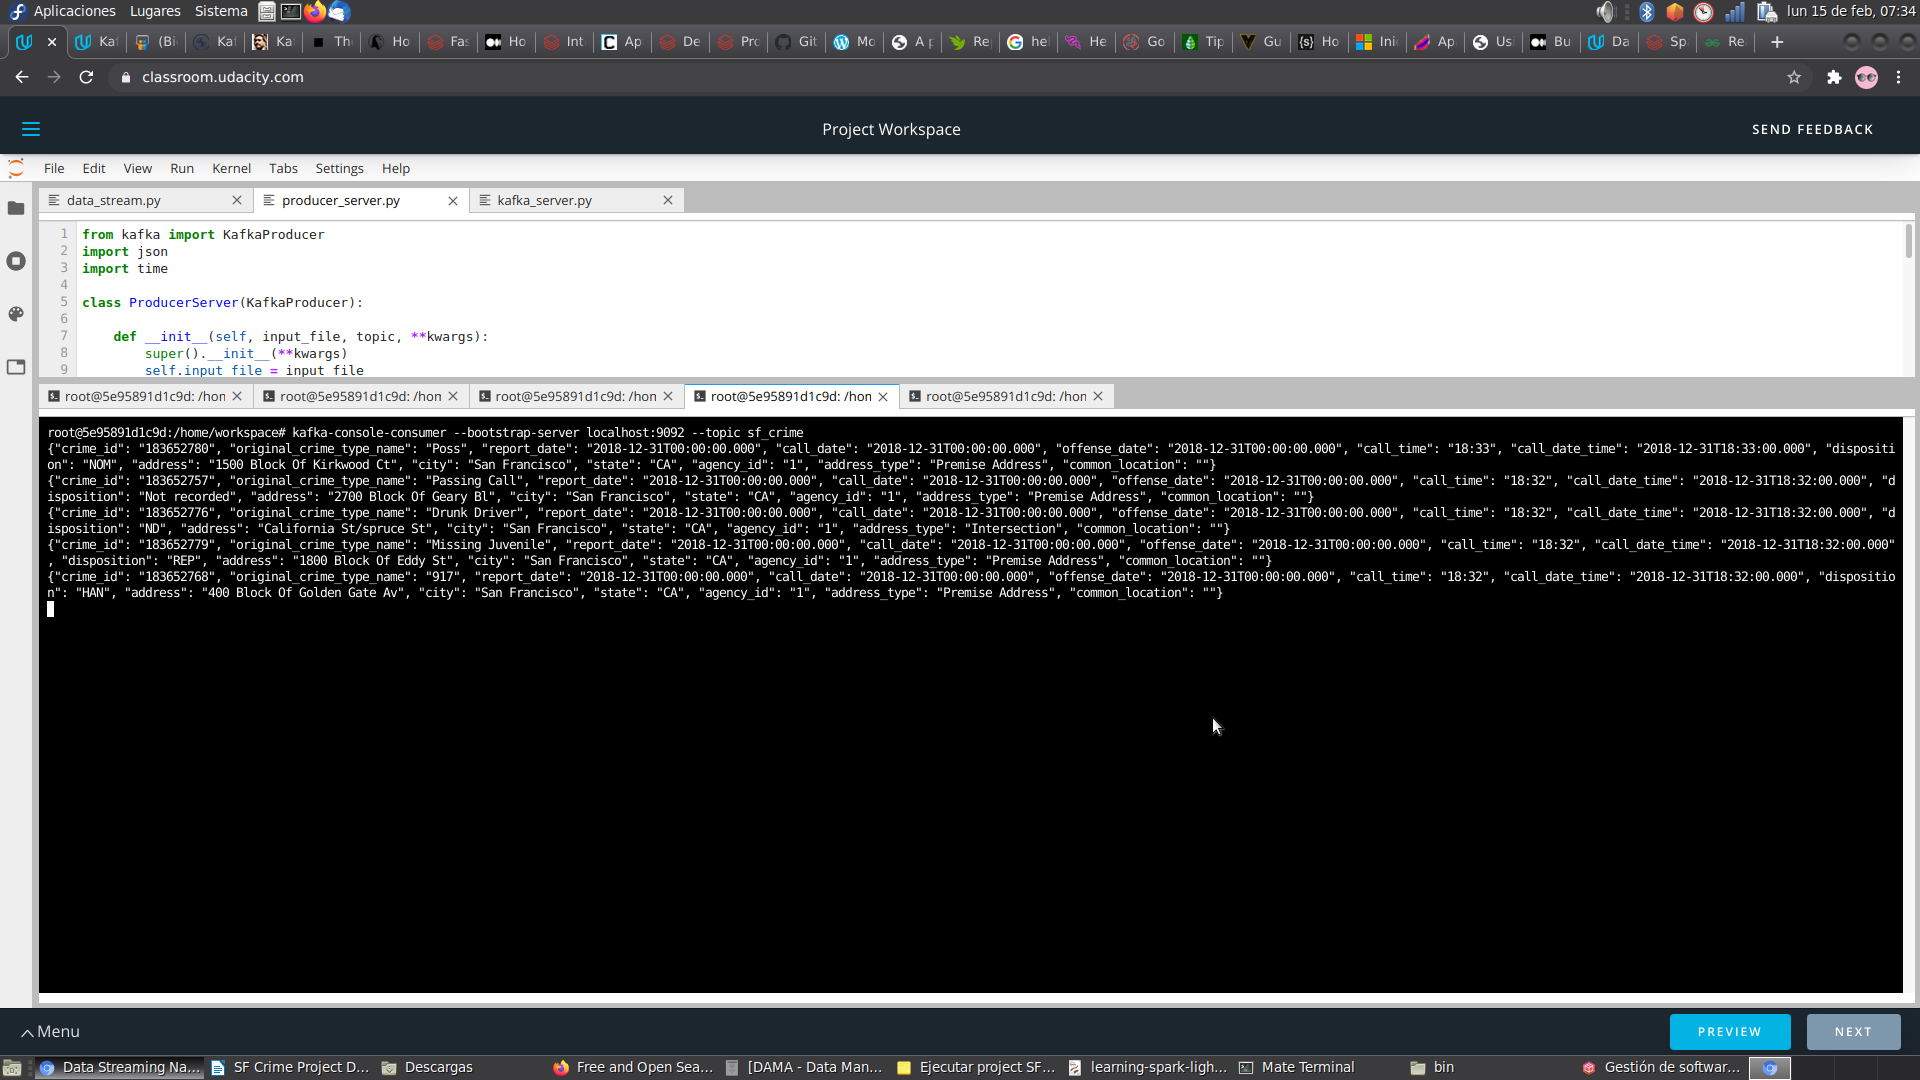 Aplicaciones Lugares Sistema lun 15 de feb, 07:34
Ka (Bi Ka Ka Th Ho Fas Ho Int Ap De Pro Git Mo A p Re hel He Go Tip Gu Ho Ini Ap Us Bu Da Sp Re
classroom.udacity.com
Project Workspace SEND FEEDBACK
File Edit View Run Kernel Tabs Settings Help
data_stream.py producer_server.py kafka_server.py
1 from kafka import KafkaProducer
2 import json
3 import time
4
5 class ProducerServer(KafkaProducer):
6
7 def __init__(self, input_file, topic, **kwargs):
8 super().__init__(**kwargs)
9 self.input_file = input_file
root@5e95891d1c9d: /hon root@5e95891d1c9d: /hon root@5e95891d1c9d: /hon root@5e95891d1c9d: /hon root@5e95891d1c9d: /hon
root@5e95891d1c9d:/home/workspace# kafka-console-consumer --bootstrap-server localhost:9092 --topic sf_crime
{"crime_id": "183652780", "original_crime_type_name": "Poss", "report_date": "2018-12-31T00:00:00.000", "call_date": "2018-12-31T00:00:00.000", "offense_date": "2018-12-31T00:00:00.000", "call_time": "18:33", "call_date_time": "2018-12-31T18:33:00.000", "dispositi
on": "NOM", "address": "1500 Block Of Kirkwood Ct", "city": "San Francisco", "state": "CA", "agency_id": "1", "address_type": "Premise Address", "common_location": ""}
{"crime_id": "183652757", "original_crime_type_name": "Passing Call", "report_date": "2018-12-31T00:00:00.000", "call_date": "2018-12-31T00:00:00.000", "offense_date": "2018-12-31T00:00:00.000", "call_time": "18:32", "call_date_time": "2018-12-31T18:32:00.000", "d
isposition": "Not recorded", "address": "2700 Block Of Geary Bl", "city": "San Francisco", "state": "CA", "agency_id": "1", "address_type": "Premise Address", "common_location": ""}
{"crime_id": "183652776", "original_crime_type_name": "Drunk Driver", "report_date": "2018-12-31T00:00:00.000", "call_date": "2018-12-31T00:00:00.000", "offense_date": "2018-12-31T00:00:00.000", "call_time": "18:32", "call_date_time": "2018-12-31T18:32:00.000", "d
isposition": "ND", "address": "California St/spruce St", "city": "San Francisco", "state": "CA", "agency_id": "1", "address_type": "Intersection", "common_location": ""}
{"crime_id": "183652779", "original_crime_type_name": "Missing Juvenile", "report_date": "2018-12-31T00:00:00.000", "call_date": "2018-12-31T00:00:00.000", "offense_date": "2018-12-31T00:00:00.000", "call_time": "18:32", "call_date_time": "2018-12-31T18:32:00.000"
, "disposition": "REP", "address": "1800 Block Of Eddy St", "city": "San Francisco", "state": "CA", "agency_id": "1", "address_type": "Premise Address", "common_location": ""}
{"crime_id": "183652768", "original_crime_type_name": "917", "report_date": "2018-12-31T00:00:00.000", "call_date": "2018-12-31T00:00:00.000", "offense_date": "2018-12-31T00:00:00.000", "call_time": "18:32", "call_date_time": "2018-12-31T18:32:00.000", "dispositio
n": "HAN", "address": "400 Block Of Golden Gate Av", "city": "San Francisco", "state": "CA", "agency_id": "1", "address_type": "Premise Address", "common_location": ""}
Menu PREVIEW NEXT
Data Streaming Na... SF Crime Project D... Descargas Free and Open Sea... [DAMA - Data Man... Ejecutar project SF... learning-spark-ligh... Mate Terminal bin Gestión de softwar...